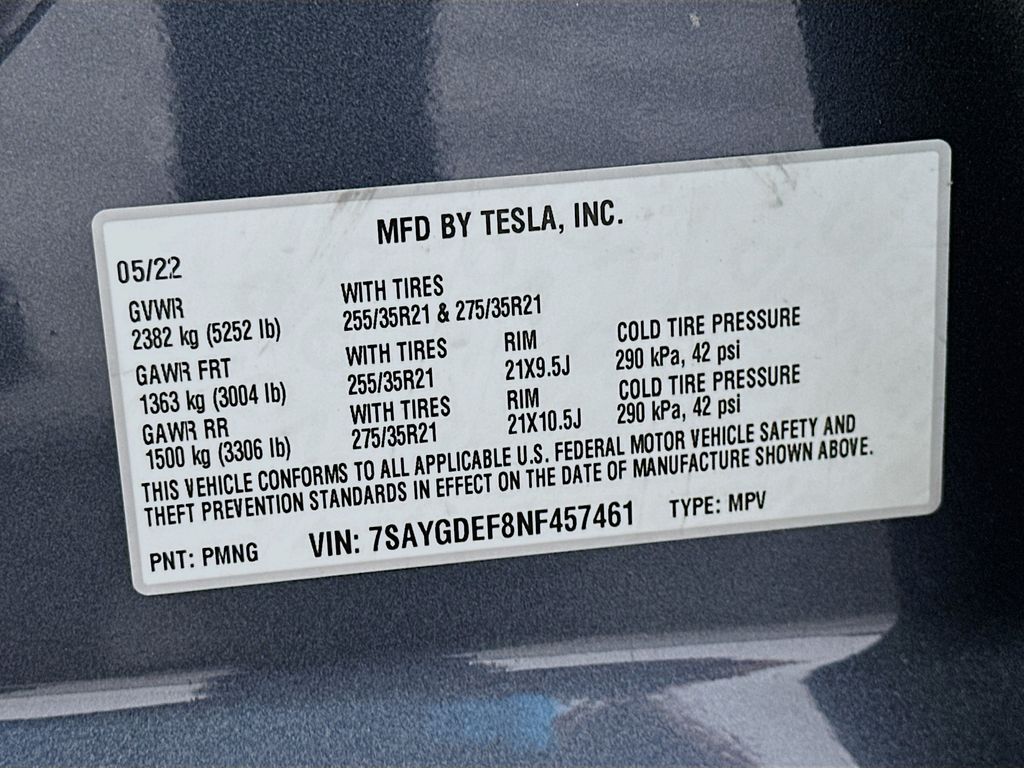 MFD BY TESLA, INC.
05/22
GVWR WITH TIRES
2382 kg (5252 lb) 255/35R21 & 275/35R21
GAWR FRT WITH TIRES RIM COLD TIRE PRESSURE
1363 kg (3004 lb) 255/35R21 21X9.5J 290 kPa, 42 psi
GAWR RR WITH TIRES RIM COLD TIRE PRESSURE
1500 kg (3306 lb) 275/35R21 21X10.5J 290 kPa, 42 psi
THIS VEHICLE CONFORMS TO ALL APPLICABLE U.S. FEDERAL MOTOR VEHICLE SAFETY AND
THEFT PREVENTION STANDARDS IN EFFECT ON THE DATE OF MANUFACTURE SHOWN ABOVE.
PNT: PMNG VIN: 7SAYGDEF8NF457461 TYPE: MPV